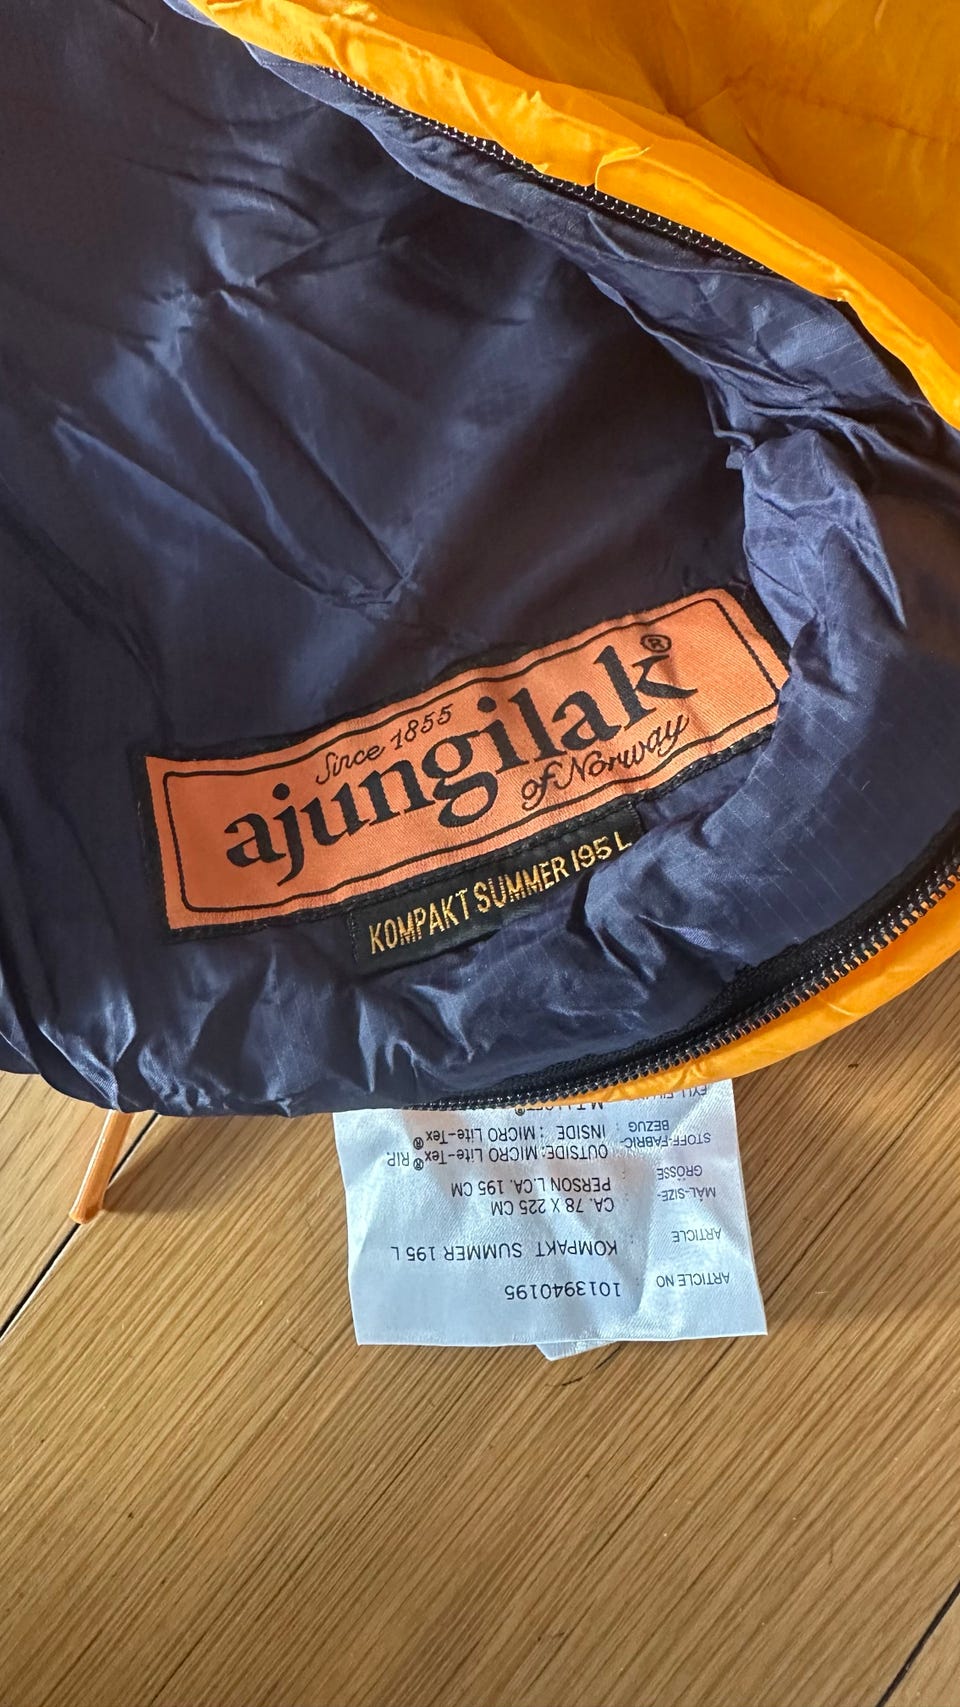 Since 1855
ajungilak®
of Norway
KOMPAKT SUMMER 195 L
ARTICLE NO 1013940195
ARTICLE : KOMPAKT SUMMER 195 L
MÅL-SIZE- : CA. 78 X 225 CM
GRÖSSE PERSON L.CA. 195 CM
STOFF-FABRIC- : OUTSIDE:MICRO Lite-Tex® RIP.
BEZUG INSIDE : MICRO Lite-Tex®